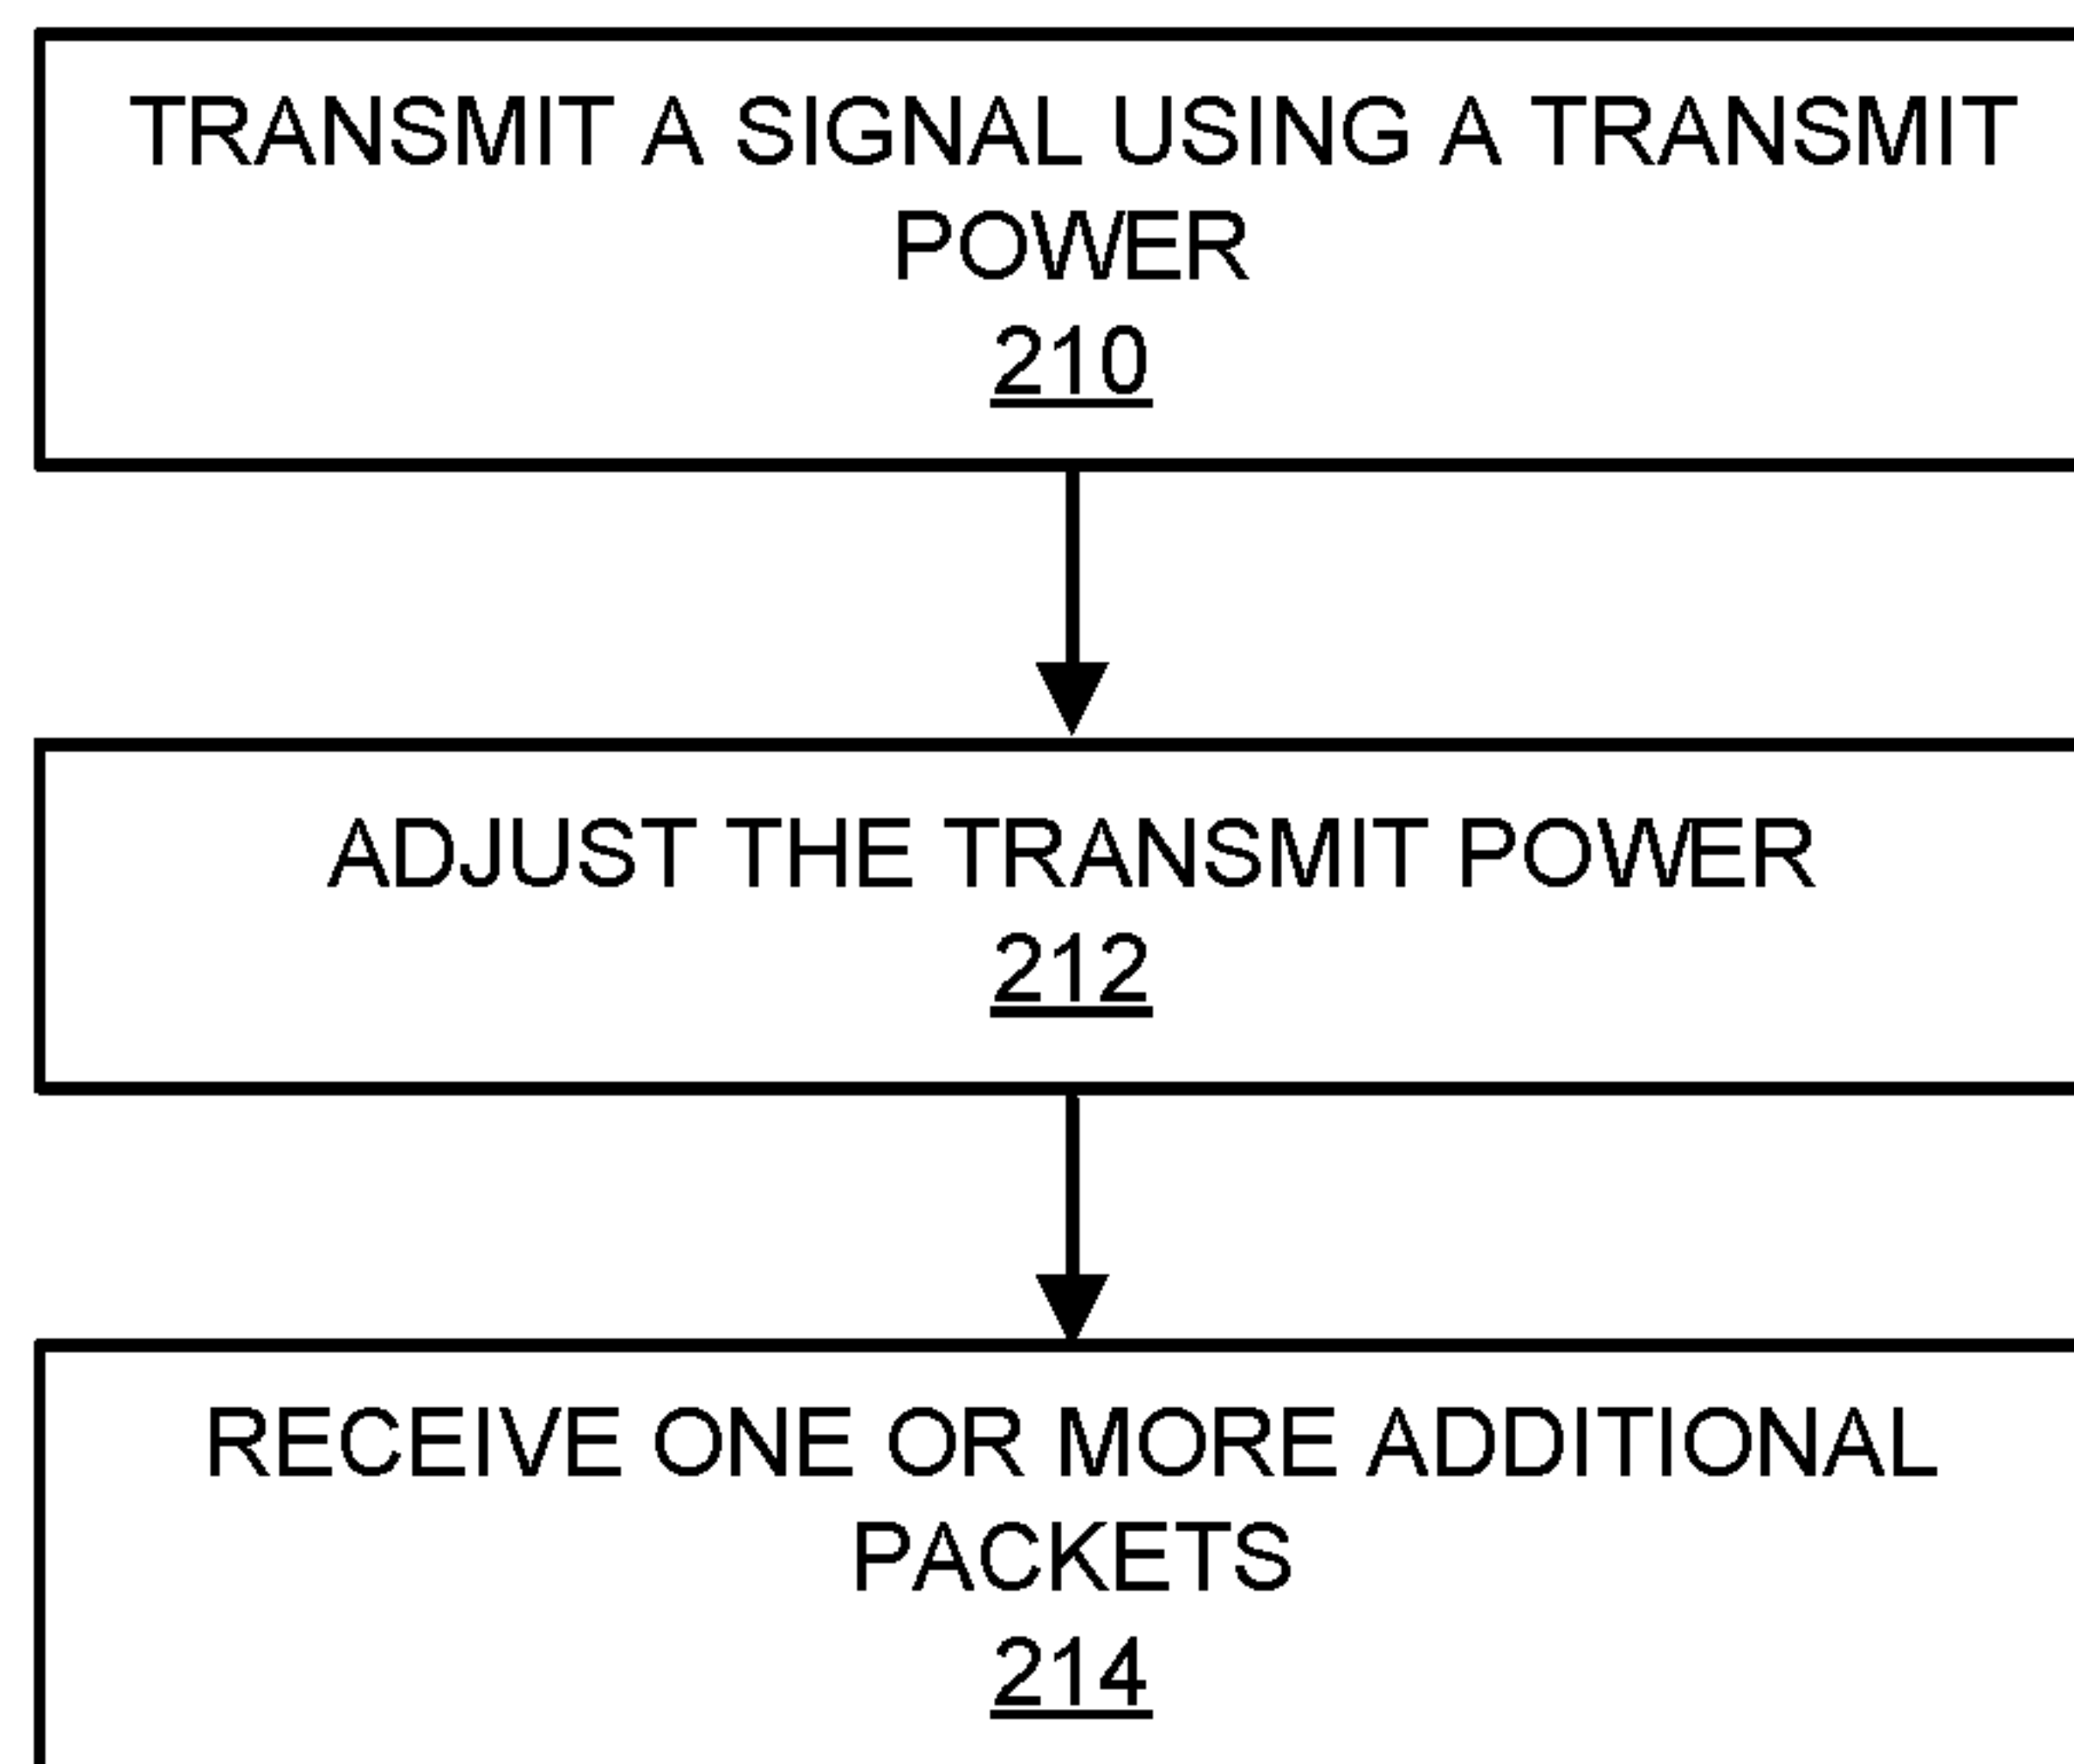 TRANSMIT A SIGNAL USING A TRANSMIT
POWER
210
ADJUST THE TRANSMIT POWER
212
RECEIVE ONE OR MORE ADDITIONAL
PACKETS
214